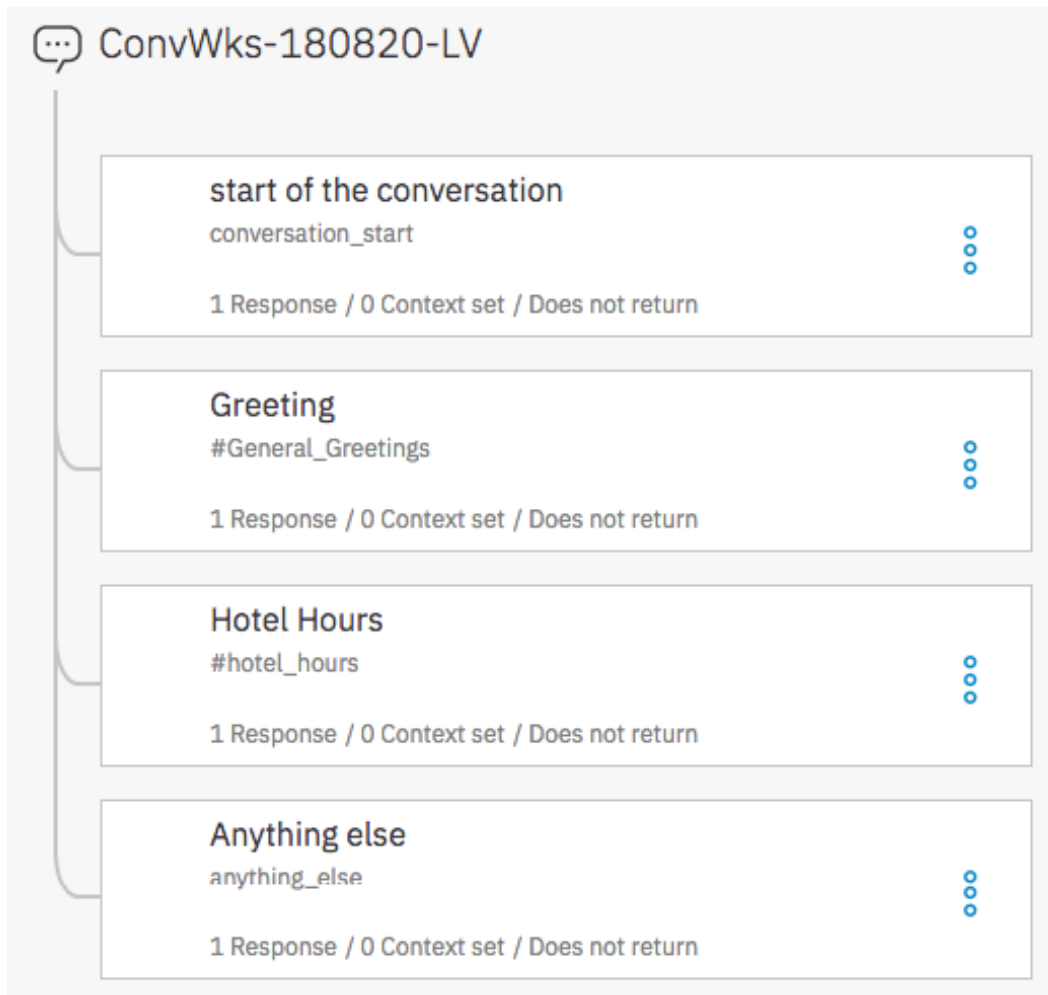 ConvWks-180820-LV
start of the conversation
conversation_start
1 Response / 0 Context set / Does not return
Greeting
#General_Greetings
1 Response / 0 Context set / Does not return
Hotel Hours
#hotel_hours
1 Response / 0 Context set / Does not return
Anything else
anything_else
1 Response / 0 Context set / Does not return